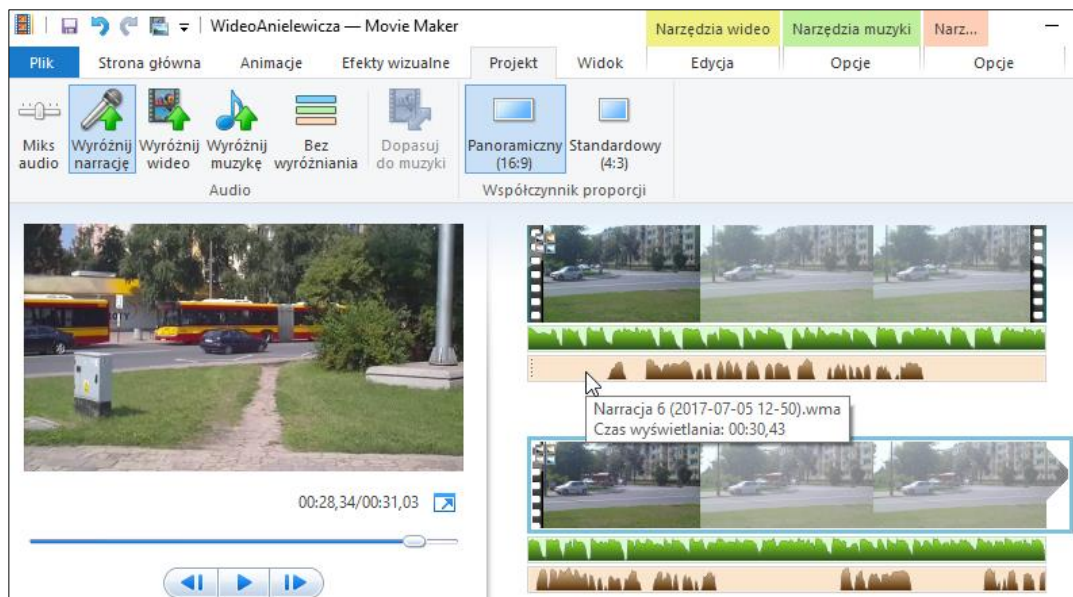 WideoAnielewicza — Movie Maker
Narzędzia wideo
Narzędzia muzyki
Narz...
Plik
Strona główna
Animacje
Efekty wizualne
Projekt
Widok
Edycja
Opcje
Opcje
Miks audio
Wyróżnij narrację
Wyróżnij wideo
Wyróżnij muzykę
Bez wyróżniania
Dopasuj do muzyki
Panoramiczny (16:9)
Standardowy (4:3)
Audio
Współczynnik proporcji
Narracja 6 (2017-07-05 12-50).wma
Czas wyświetlania: 00:30,43
00:28,34/00:31,03